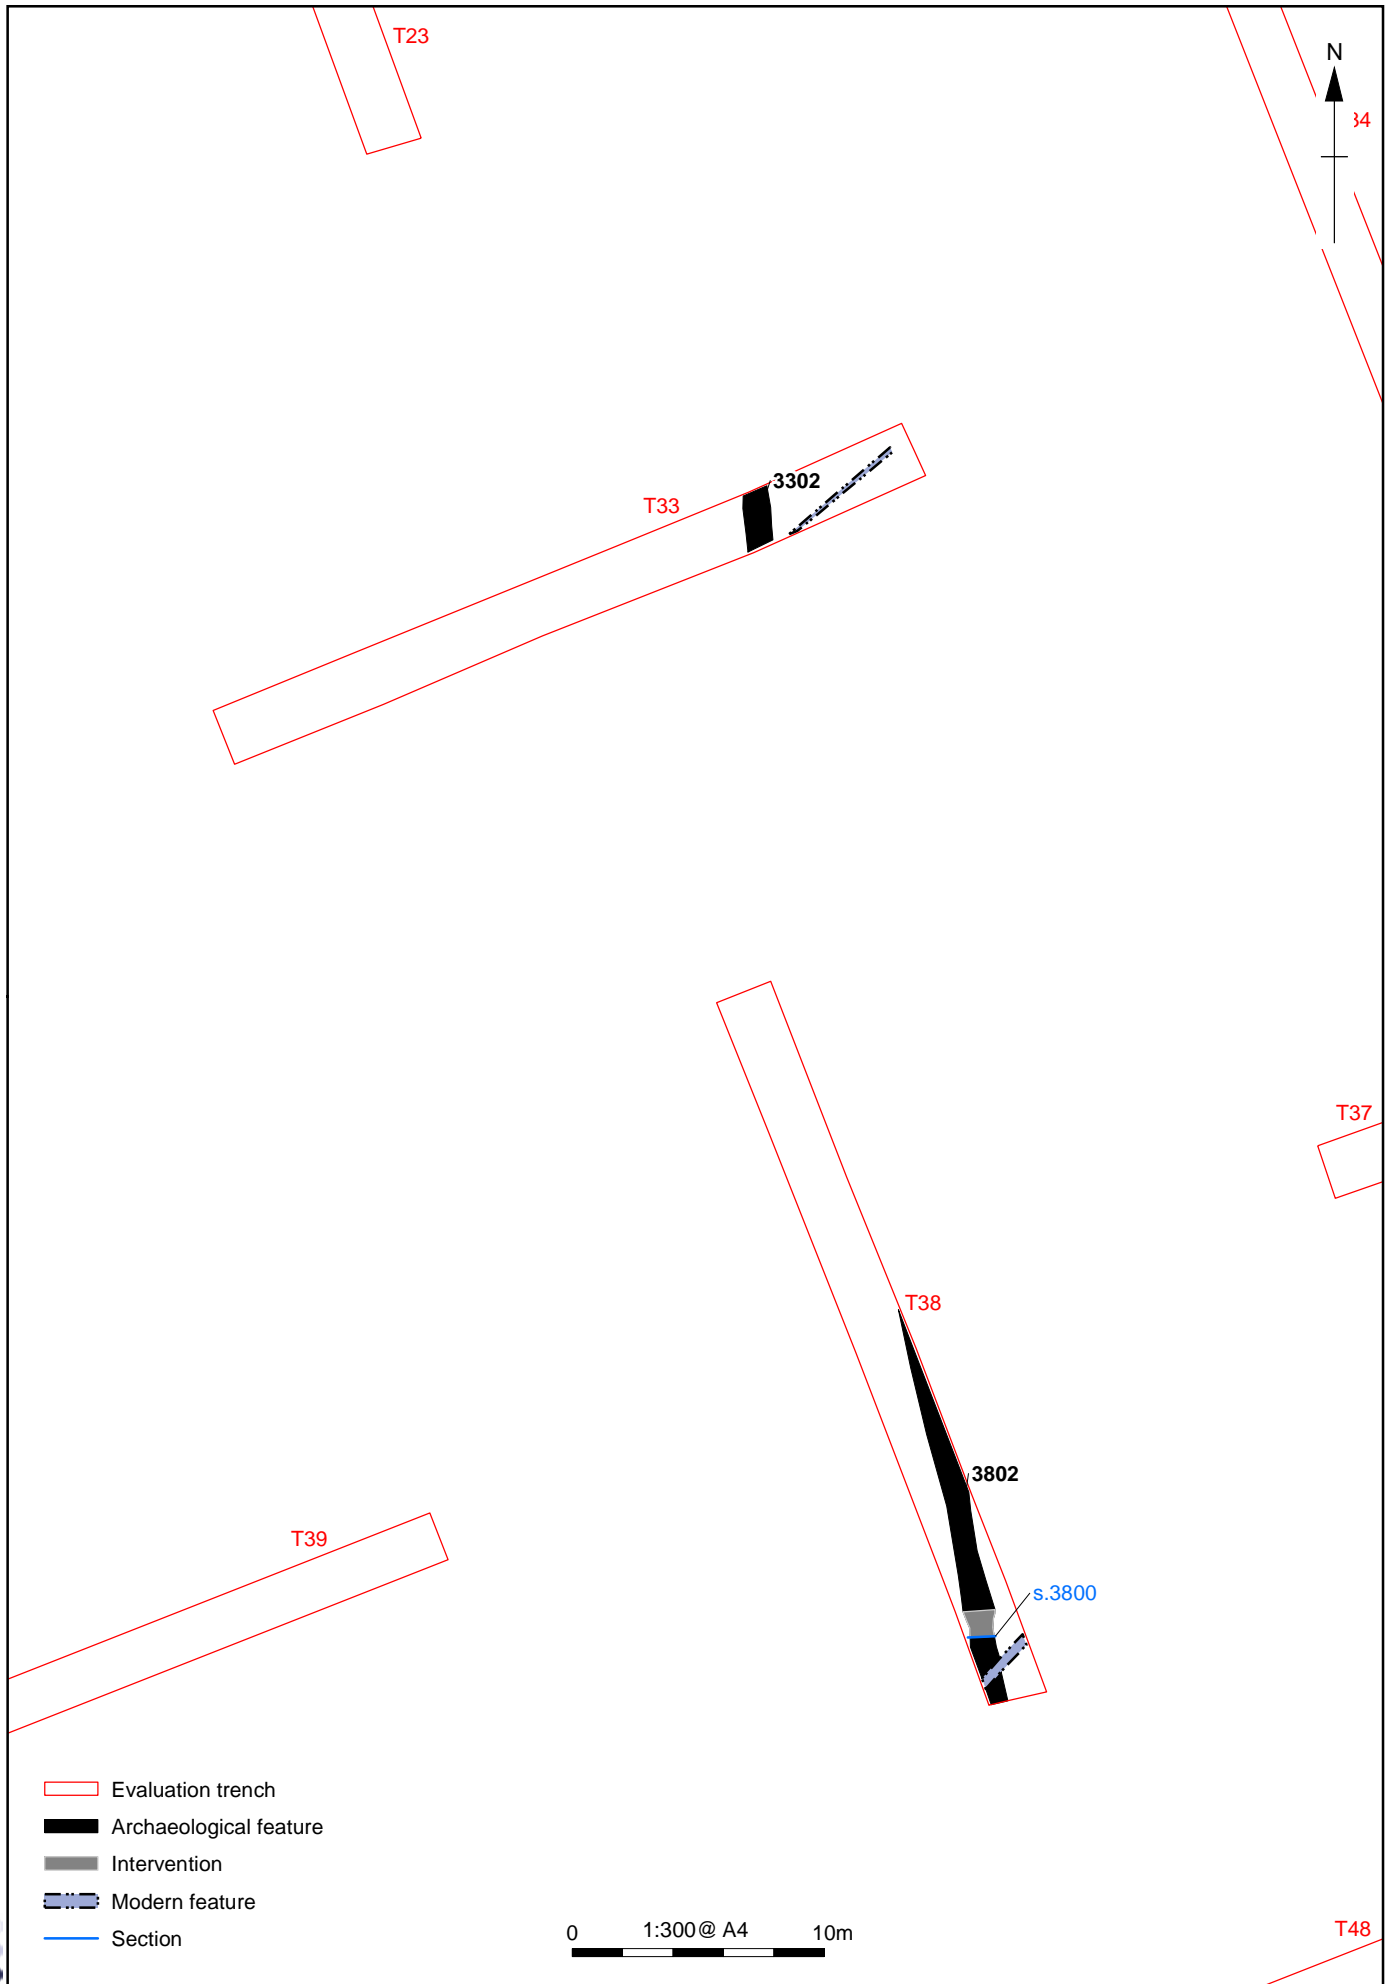 T23
N
34
3302
T33
T37
T38
3802
T39
s.3800
Evaluation trench
Archaeological feature
Intervention
Modern feature
Section
0 1:300@ A4 10m
T48